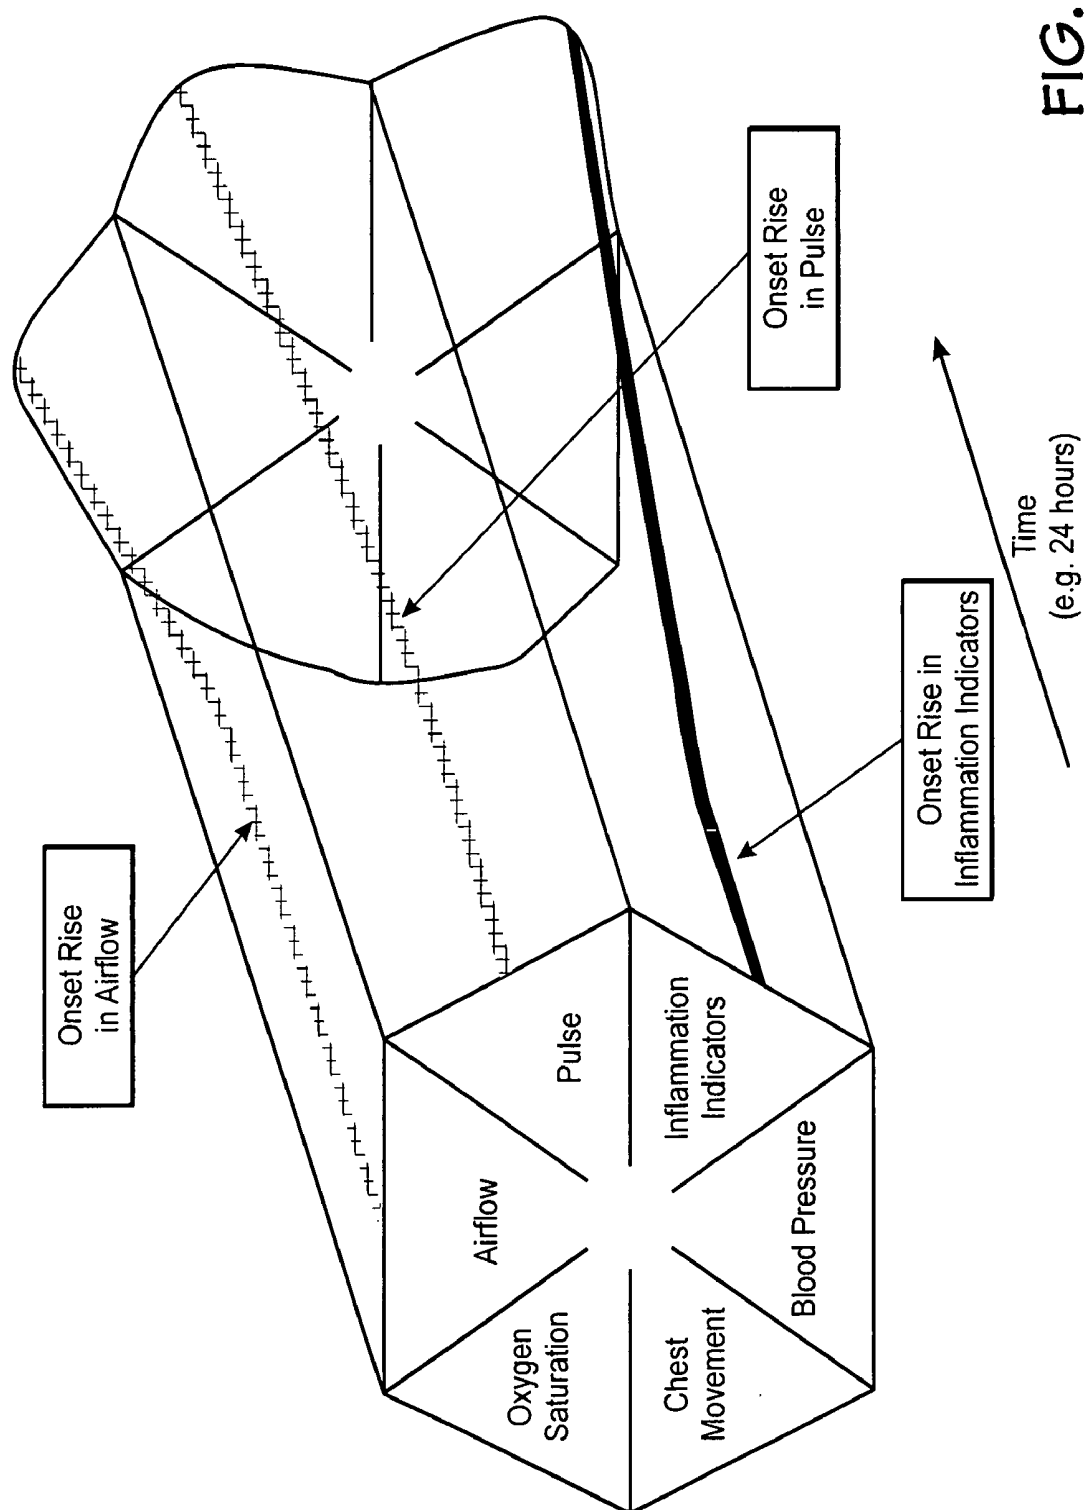 Onset Rise
in Airflow
Onset Rise
in Pulse
Onset Rise in
Inflammation Indicators
Time
(e.g. 24 hours)
Oxygen
Saturation
Airflow
Pulse
Inflammation
Indicators
Blood Pressure
Chest
Movement
FIG.